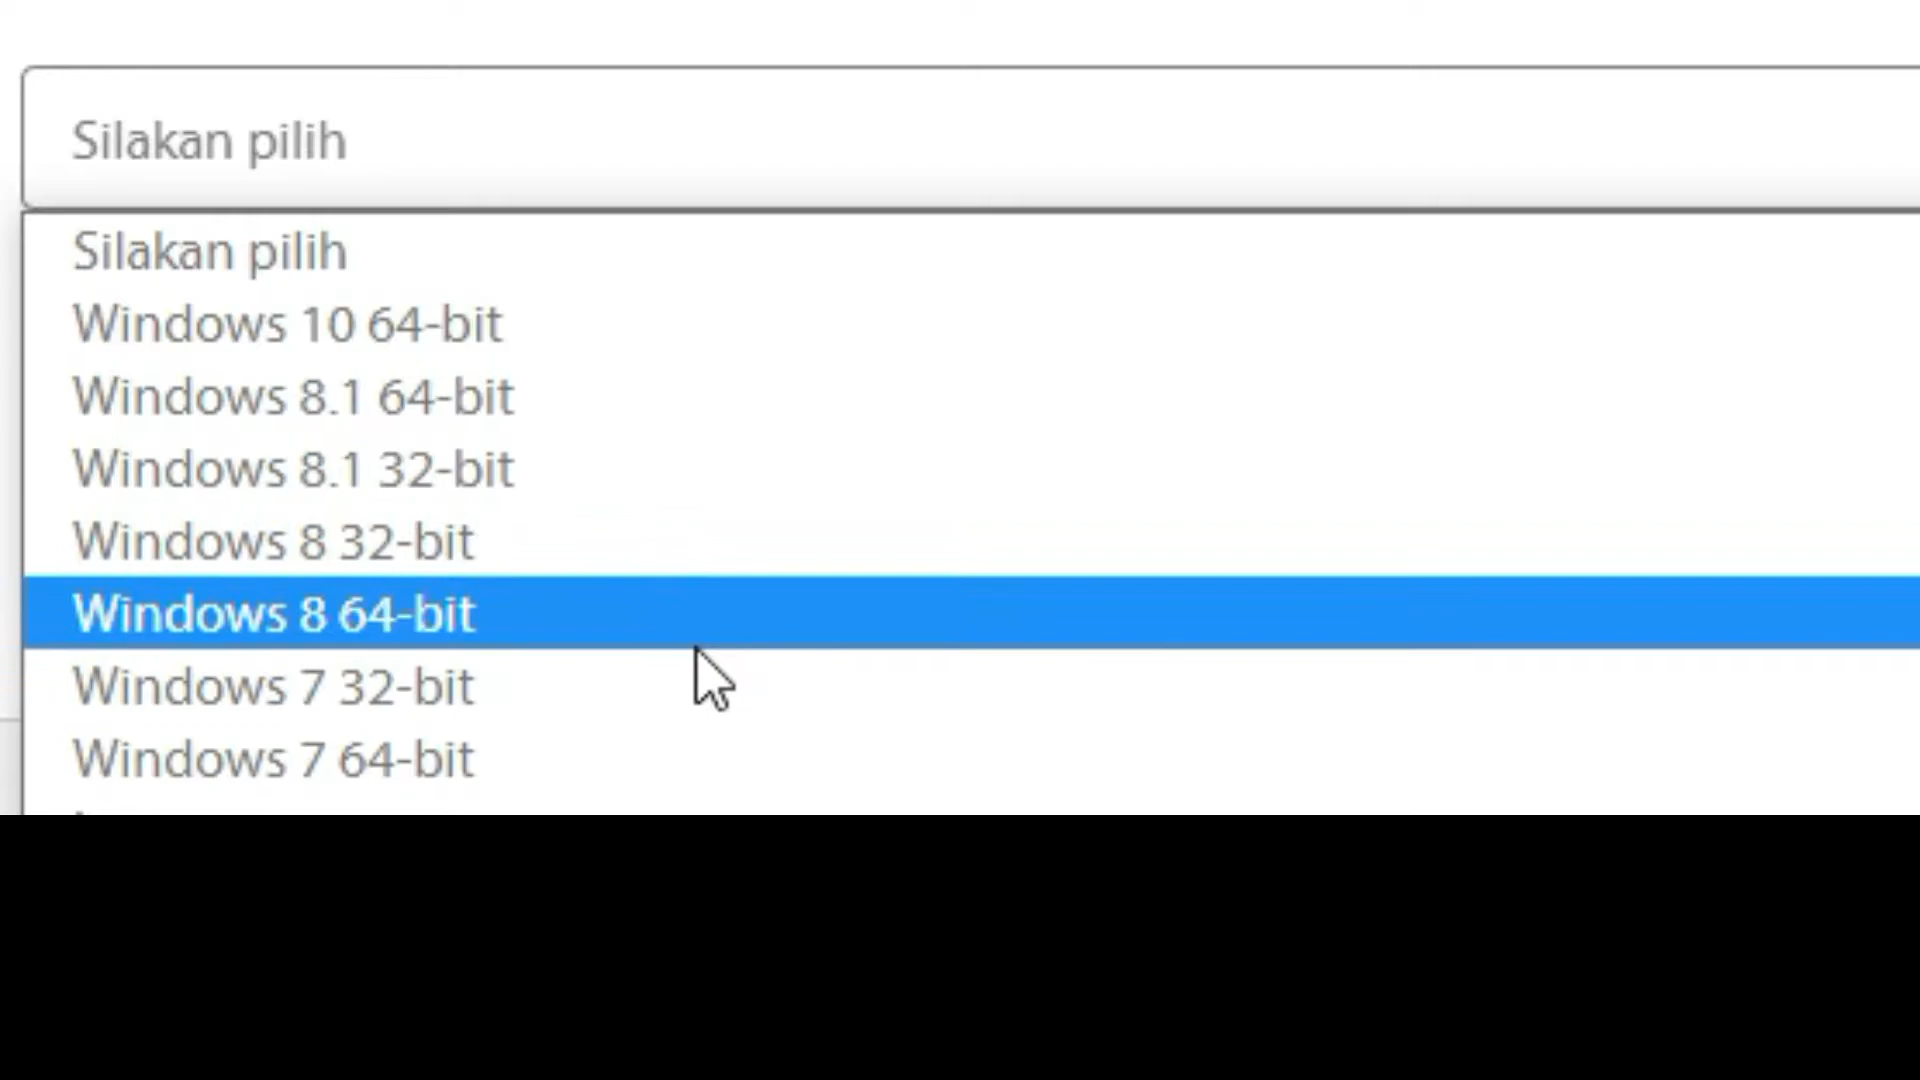 Silakan pilih
Silakan pilih
Windows 10 64-bit
Windows 8.1 64-bit
Windows 8.1 32-bit
Windows 8 32-bit
Windows 8 64-bit
Windows 7 32-bit
Windows 7 64-bit